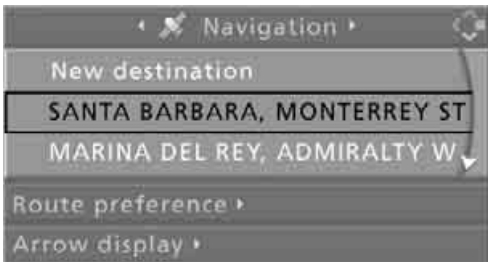 Navigation
New destination
SANTA BARBARA, MONTERREY ST
MARINA DEL REY, ADMIRALTY W
Route preference
Arrow display